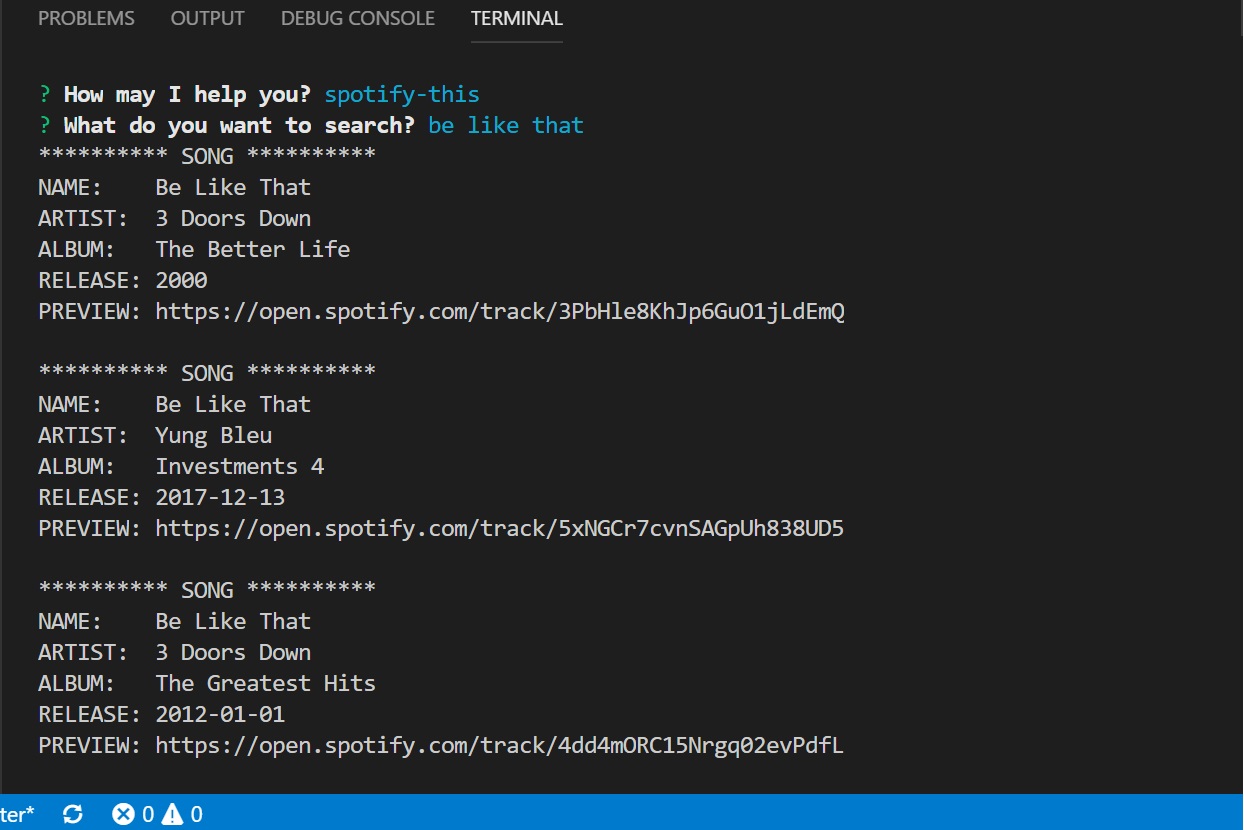 PROBLEMS OUTPUT DEBUG CONSOLE TERMINAL
? How may I help you? spotify-this
? What do you want to search? be like that
********** SONG **********
NAME:    Be Like That
ARTIST:  3 Doors Down
ALBUM:   The Better Life
RELEASE: 2000
PREVIEW: https://open.spotify.com/track/3PbHle8KhJp6GuO1jLdEmQ
********** SONG **********
NAME:    Be Like That
ARTIST:  Yung Bleu
ALBUM:   Investments 4
RELEASE: 2017-12-13
PREVIEW: https://open.spotify.com/track/5xNGCr7cvnSAGpUh838UD5
********** SONG **********
NAME:    Be Like That
ARTIST:  3 Doors Down
ALBUM:   The Greatest Hits
RELEASE: 2012-01-01
PREVIEW: https://open.spotify.com/track/4dd4mORC15Nrgq02evPdfL
ter* 0 0